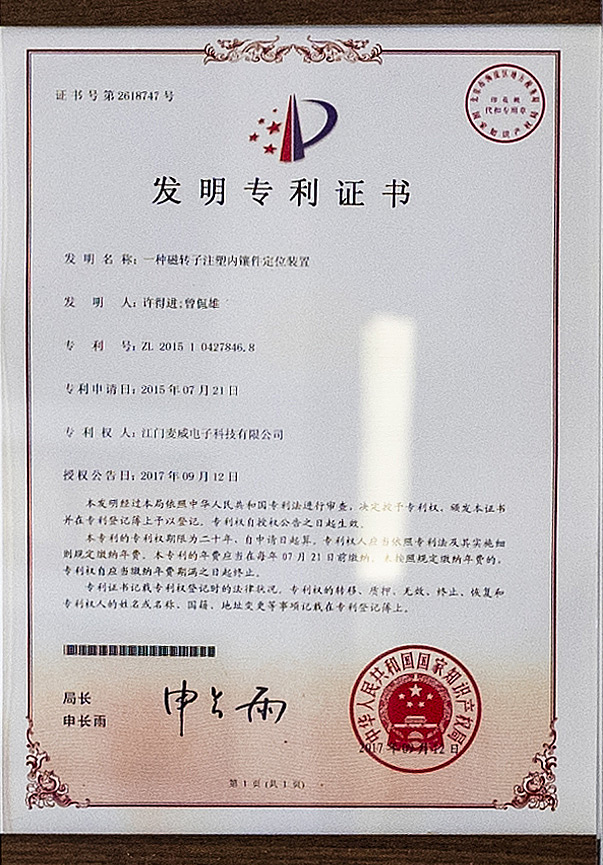 证书号第2618747号
发明专利证书
发明名称：一种磁转子注塑内镶件定位装置
发明人：许得进;曾侃雄
专利号：ZL 2015 1 0427846.8
专利申请日：2015年07月21日
专利权人：江门麦威电子科技有限公司
授权公告日：2017年09月12日
本发明经过本局依照中华人民共和国专利法进行审查，决定授予专利权，颁发本证书
并在专利登记簿上予以登记。专利权自授权公告之日起生效。
本专利的专利权期限为二十年，自申请日起算。专利权人应当依照专利法及其实施细
则规定缴纳年费。本专利的年费应当在每年07月21日前缴纳。未按照规定缴纳年费的，
专利权自应当缴纳年费期满之日起终止。
专利证书记载专利权登记时的法律状况。专利权的转移、质押、无效、终止、恢复和
专利权人的姓名或名称、国籍、地址变更等事项记载在专利登记簿上。
局长
申长雨
申长雨
中华人民共和国国家知识产权局
2017年09月12日
第1页(共1页)